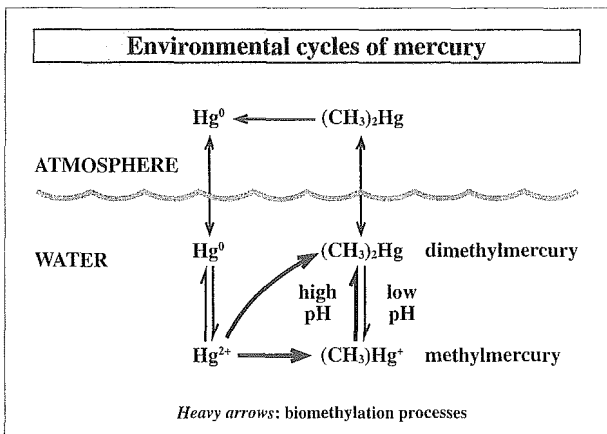 Environmental cycles of mercury
Hg⁰ (CH₃)₂Hg
ATMOSPHERE
WATER
Hg⁰ (CH₃)₂Hg dimethylmercury
high pH low pH
Hg²⁺ (CH₃)Hg⁺ methylmercury
Heavy arrows: biomethylation processes